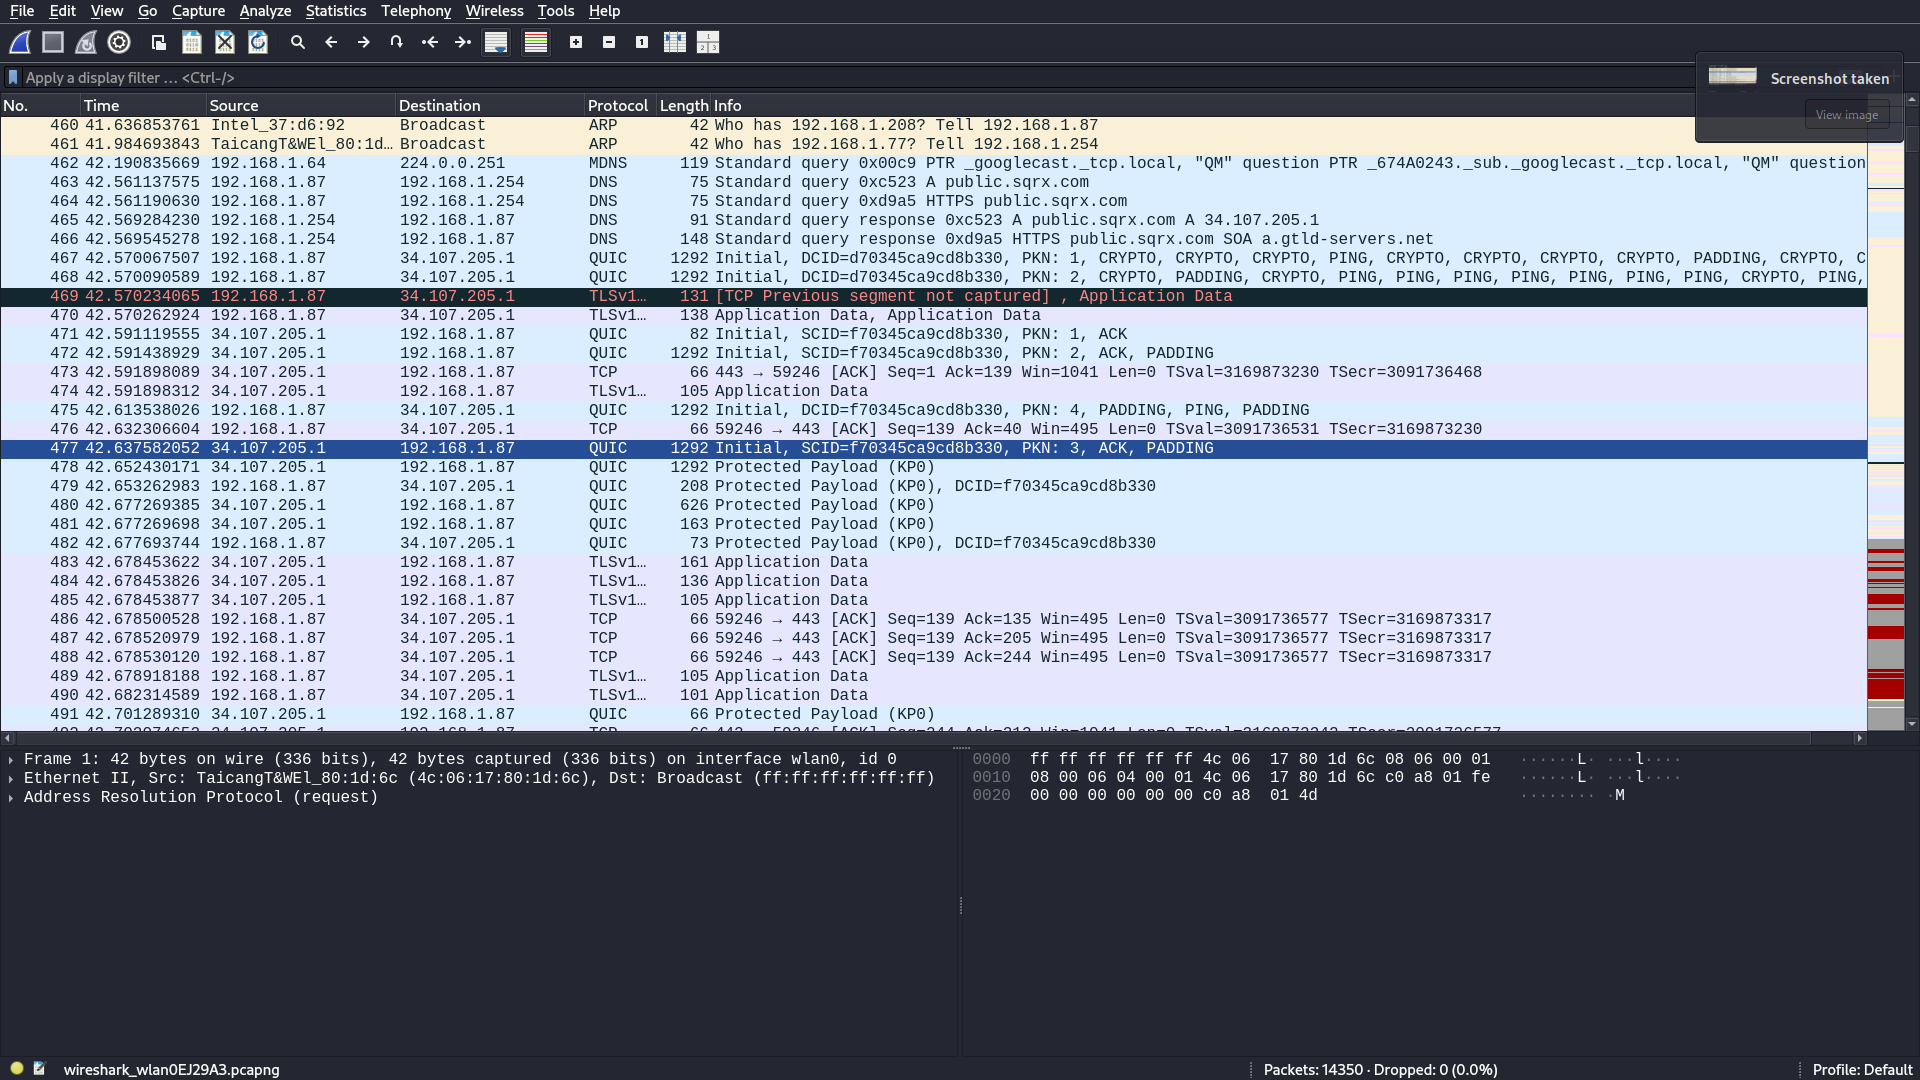 File Edit View Go Capture Analyze Statistics Telephony Wireless Tools Help
Apply a display filter … <Ctrl-/>
Screenshot taken
View image
No. Time Source Destination Protocol Length Info
460 41.636853761 Intel_37:d6:92 Broadcast ARP 42 Who has 192.168.1.208? Tell 192.168.1.87
461 41.984693843 TaicangT&WEl_80:1d… Broadcast ARP 42 Who has 192.168.1.77? Tell 192.168.1.254
462 42.190835669 192.168.1.64 224.0.0.251 MDNS 119 Standard query 0x00c9 PTR _googlecast._tcp.local, "QM" question PTR _674A0243._sub._googlecast._tcp.local, "QM" question
463 42.561137575 192.168.1.87 192.168.1.254 DNS 75 Standard query 0xc523 A public.sqrx.com
464 42.561190630 192.168.1.87 192.168.1.254 DNS 75 Standard query 0xd9a5 HTTPS public.sqrx.com
465 42.569284230 192.168.1.254 192.168.1.87 DNS 91 Standard query response 0xc523 A public.sqrx.com A 34.107.205.1
466 42.569545278 192.168.1.254 192.168.1.87 DNS 148 Standard query response 0xd9a5 HTTPS public.sqrx.com SOA a.gtld-servers.net
467 42.570067507 192.168.1.87 34.107.205.1 QUIC 1292 Initial, DCID=d70345ca9cd8b330, PKN: 1, CRYPTO, CRYPTO, CRYPTO, PING, CRYPTO, CRYPTO, CRYPTO, CRYPTO, PADDING, CRYPTO, C
468 42.570090589 192.168.1.87 34.107.205.1 QUIC 1292 Initial, DCID=d70345ca9cd8b330, PKN: 2, CRYPTO, PADDING, CRYPTO, PING, PING, PING, PING, PING, PING, PING, CRYPTO, PING,
469 42.570234065 192.168.1.87 34.107.205.1 TLSv1… 131 [TCP Previous segment not captured] , Application Data
470 42.570262924 192.168.1.87 34.107.205.1 TLSv1… 138 Application Data, Application Data
471 42.591119555 34.107.205.1 192.168.1.87 QUIC 82 Initial, SCID=f70345ca9cd8b330, PKN: 1, ACK
472 42.591438929 34.107.205.1 192.168.1.87 QUIC 1292 Initial, SCID=f70345ca9cd8b330, PKN: 2, ACK, PADDING
473 42.591898089 34.107.205.1 192.168.1.87 TCP 66 443 → 59246 [ACK] Seq=1 Ack=139 Win=1041 Len=0 TSval=3169873230 TSecr=3091736468
474 42.591898312 34.107.205.1 192.168.1.87 TLSv1… 105 Application Data
475 42.613538026 192.168.1.87 34.107.205.1 QUIC 1292 Initial, DCID=f70345ca9cd8b330, PKN: 4, PADDING, PING, PADDING
476 42.632306604 192.168.1.87 34.107.205.1 TCP 66 59246 → 443 [ACK] Seq=139 Ack=40 Win=495 Len=0 TSval=3091736531 TSecr=3169873230
477 42.637582052 34.107.205.1 192.168.1.87 QUIC 1292 Initial, SCID=f70345ca9cd8b330, PKN: 3, ACK, PADDING
478 42.652430171 34.107.205.1 192.168.1.87 QUIC 1292 Protected Payload (KP0)
479 42.653262983 192.168.1.87 34.107.205.1 QUIC 208 Protected Payload (KP0), DCID=f70345ca9cd8b330
480 42.677269385 34.107.205.1 192.168.1.87 QUIC 626 Protected Payload (KP0)
481 42.677269698 34.107.205.1 192.168.1.87 QUIC 163 Protected Payload (KP0)
482 42.677693744 192.168.1.87 34.107.205.1 QUIC 73 Protected Payload (KP0), DCID=f70345ca9cd8b330
483 42.678453622 34.107.205.1 192.168.1.87 TLSv1… 161 Application Data
484 42.678453826 34.107.205.1 192.168.1.87 TLSv1… 136 Application Data
485 42.678453877 34.107.205.1 192.168.1.87 TLSv1… 105 Application Data
486 42.678500528 192.168.1.87 34.107.205.1 TCP 66 59246 → 443 [ACK] Seq=139 Ack=135 Win=495 Len=0 TSval=3091736577 TSecr=3169873317
487 42.678520979 192.168.1.87 34.107.205.1 TCP 66 59246 → 443 [ACK] Seq=139 Ack=205 Win=495 Len=0 TSval=3091736577 TSecr=3169873317
488 42.678530120 192.168.1.87 34.107.205.1 TCP 66 59246 → 443 [ACK] Seq=139 Ack=244 Win=495 Len=0 TSval=3091736577 TSecr=3169873317
489 42.678918188 192.168.1.87 34.107.205.1 TLSv1… 105 Application Data
490 42.682314589 192.168.1.87 34.107.205.1 TLSv1… 101 Application Data
491 42.701289310 34.107.205.1 192.168.1.87 QUIC 66 Protected Payload (KP0)
Frame 1: 42 bytes on wire (336 bits), 42 bytes captured (336 bits) on interface wlan0, id 0
Ethernet II, Src: TaicangT&WEl_80:1d:6c (4c:06:17:80:1d:6c), Dst: Broadcast (ff:ff:ff:ff:ff:ff)
Address Resolution Protocol (request)
0000 ff ff ff ff ff ff 4c 06 17 80 1d 6c 08 06 00 01 ······L· ···l····
0010 08 00 06 04 00 01 4c 06 17 80 1d 6c c0 a8 01 fe ······L· ···l····
0020 00 00 00 00 00 00 c0 a8 01 4d ········ ·M
wireshark_wlan0EJ29A3.pcapng
Packets: 14350 · Dropped: 0 (0.0%)
Profile: Default